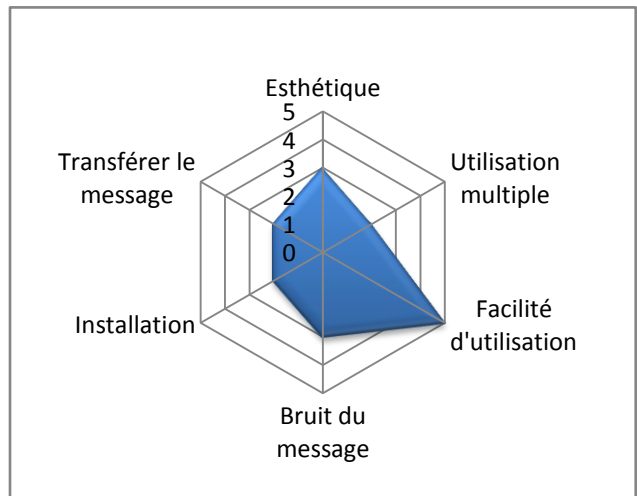 Esthétique
5
4
3
2
1
0
Utilisation
multiple
Facilité
d'utilisation
Bruit du
message
Installation
Transférer le
message